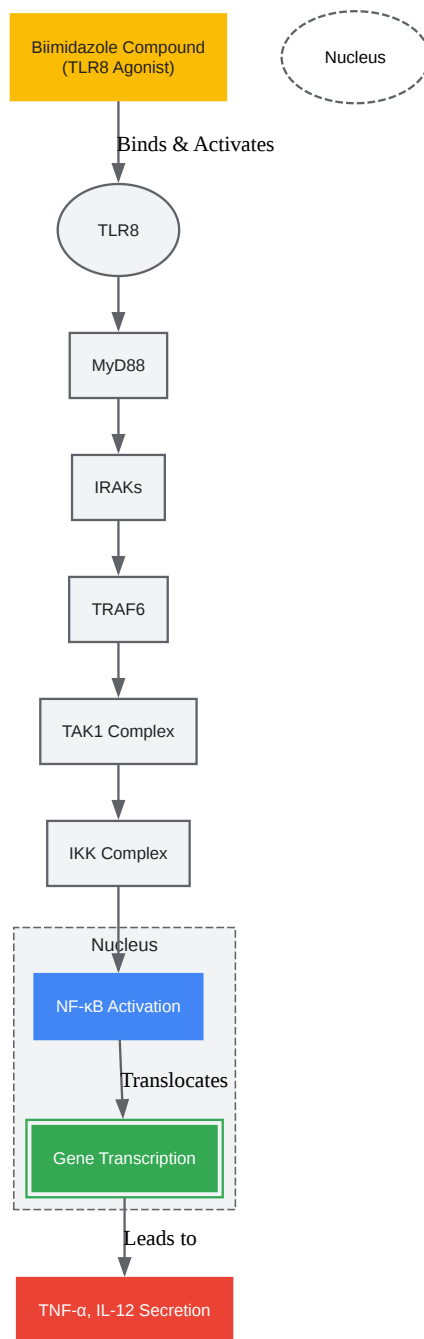 Biimidazole Compound
(TLR8 Agonist)
Nucleus
Binds & Activates
TLR8
MyD88
IRAKs
TRAF6
TAK1 Complex
IKK Complex
Nucleus
NF-κB Activation
Translocates
Gene Transcription
Leads to
TNF-α, IL-12 Secretion